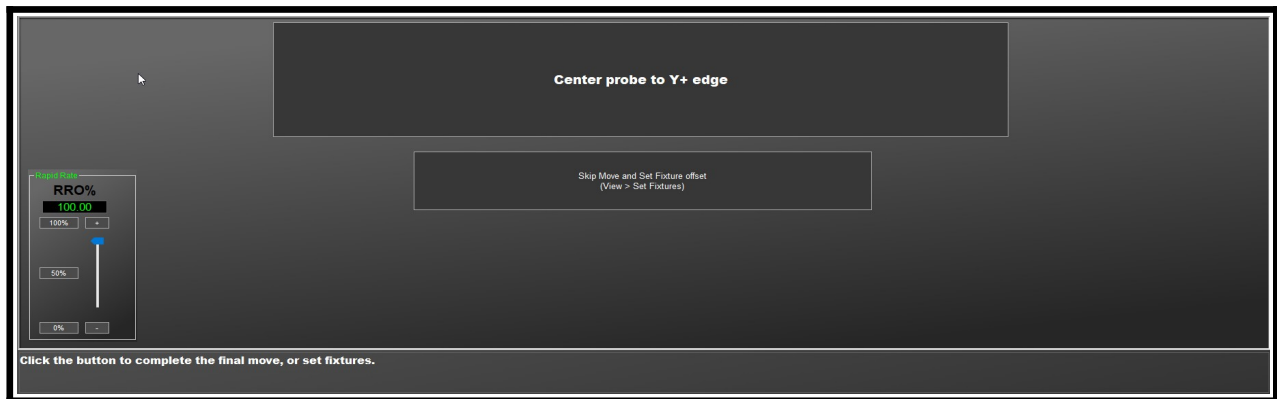 Center probe to Y+ edge
Skip Move and Set Fixture offset
(View > Set Fixtures)
Rapid Rate
RRO%
100.00
100% +
50%
0% -
Click the button to complete the final move, or set fixtures.